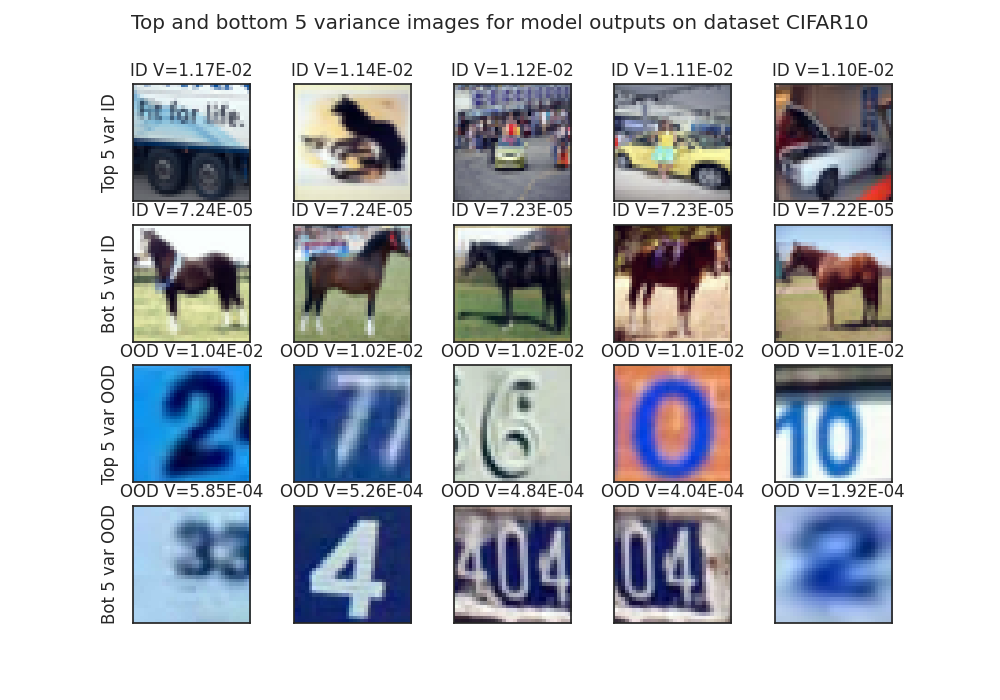 Top and bottom 5 variance images for model outputs on dataset CIFAR10
ID V=1.17E-02 ID V=1.14E-02 ID V=1.12E-02 ID V=1.11E-02 ID V=1.10E-02
Top 5 var ID
Fit for life.
ID V=7.24E-05 ID V=7.24E-05 ID V=7.23E-05 ID V=7.23E-05 ID V=7.22E-05
Bot 5 var ID
OOD V=1.04E-02 OOD V=1.02E-02 OOD V=1.02E-02 OOD V=1.01E-02 OOD V=1.01E-02
Top 5 var OOD
2 77 6 0 10
OOD V=5.85E-04 OOD V=5.26E-04 OOD V=4.84E-04 OOD V=4.04E-04 OOD V=1.92E-04
Bot 5 var OOD
33 4 404 04 2